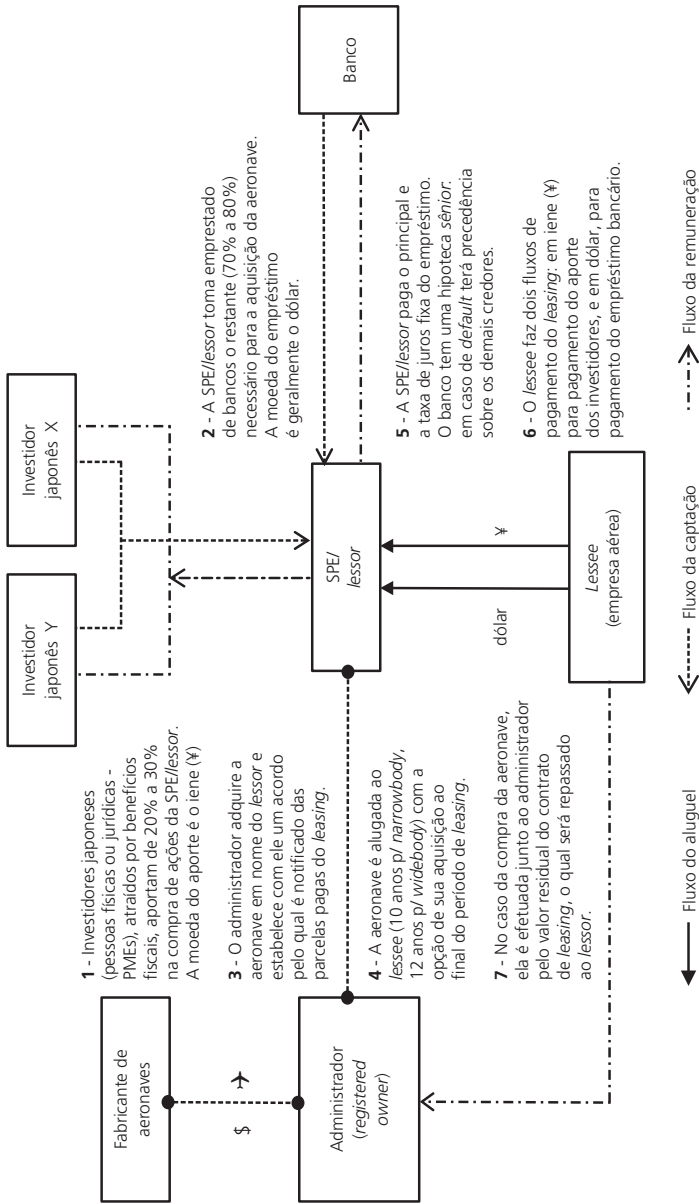 Fabricante de
aeronaves
$
Administrador
(registered
owner)
1 - Investidores japoneses
(pessoas físicas ou jurídicas -
PMEs), atraídos por benefícios
fiscais, aportam de 20% a 30%
na compra de ações da SPE/lessor.
A moeda do aporte é o iene (¥)
3 - O administrador adquire a
aeronave em nome do lessor e
estabelece com ele um acordo
pelo qual é notificado das
parcelas pagas do leasing.
4 - A aeronave é alugada ao
lessee (10 anos p/ narrowbody,
12 anos p/ widebody) com a
opção de sua aquisição ao
final do período de leasing.
7 - No caso da compra da aeronave,
ela é efetuada junto ao administrador
pelo valor residual do contrato
de leasing, o qual será repassado
ao lessor.
Investidor
japonês Y
Investidor
japonês X
SPE/
lessor
dólar
¥
Lessee
(empresa aérea)
2 - A SPE/lessor toma emprestado
de bancos o restante (70% a 80%)
necessário para a aquisição da aeronave.
A moeda do empréstimo
é geralmente o dólar.
5 - A SPE/lessor paga o principal e
a taxa de juros fixa do empréstimo.
O banco tem uma hipoteca sênior:
em caso de default terá precedência
sobre os demais credores.
6 - O lessee faz dois fluxos de
pagamento do leasing: em iene (¥)
para pagamento do aporte
dos investidores, e em dólar, para
pagamento do empréstimo bancário.
Banco
Fluxo do aluguel
Fluxo da captação
Fluxo da remuneração